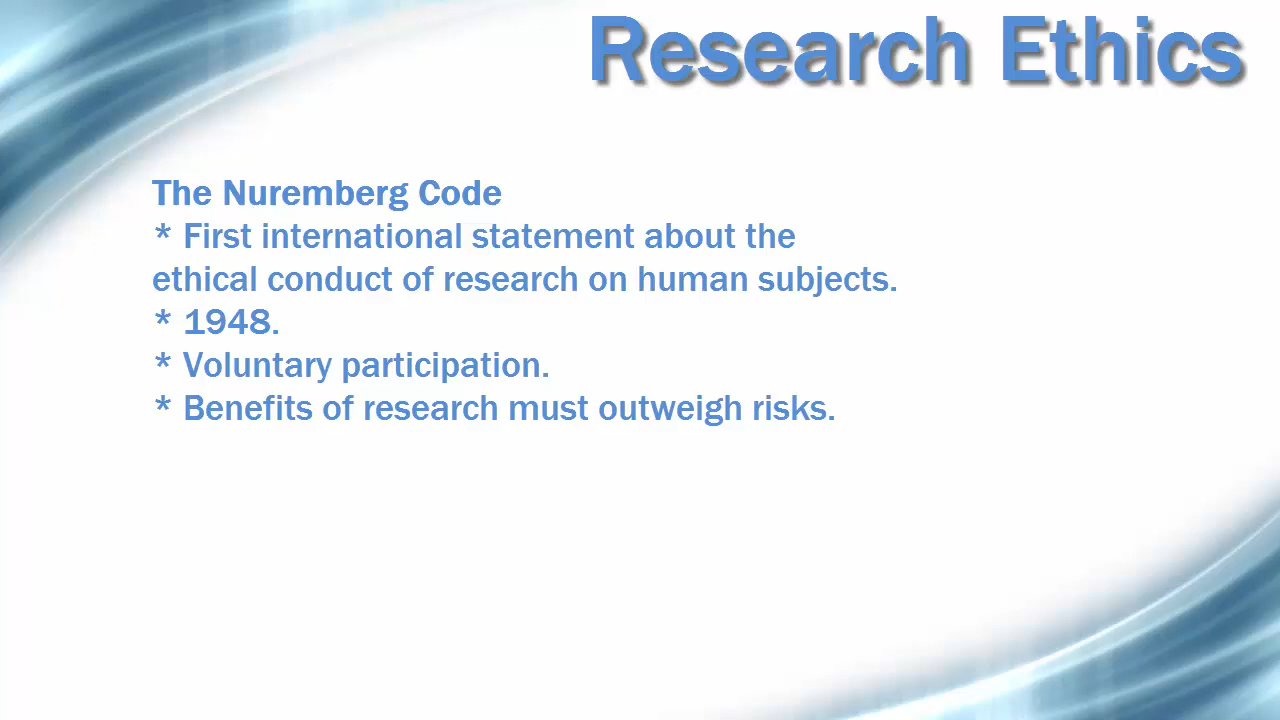 Research Ethics
The Nuremberg Code
* First international statement about the
ethical conduct of research on human subjects.
* 1948.
* Voluntary participation.
* Benefits of research must outweigh risks.